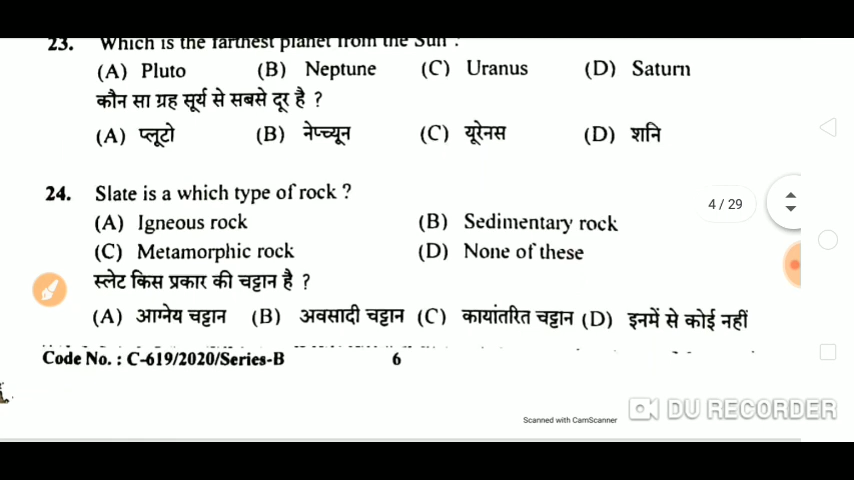 23. Which is the farthest planet from the Sun ?
(A) Pluto (B) Neptune (C) Uranus (D) Saturn
कौन सा ग्रह सूर्य से सबसे दूर है ?
(A) प्लूटो (B) नेप्च्यून (C) यूरेनस (D) शनि
24. Slate is a which type of rock ?
4 / 29
(A) Igneous rock (B) Sedimentary rock
(C) Metamorphic rock (D) None of these
स्लेट किस प्रकार की चट्टान है ?
(A) आग्नेय चट्टान (B) अवसादी चट्टान (C) कायांतरित चट्टान (D) इनमें से कोई नहीं
Code No. : C-619/2020/Series-B 6
DU RECORDER
Scanned with CamScanner